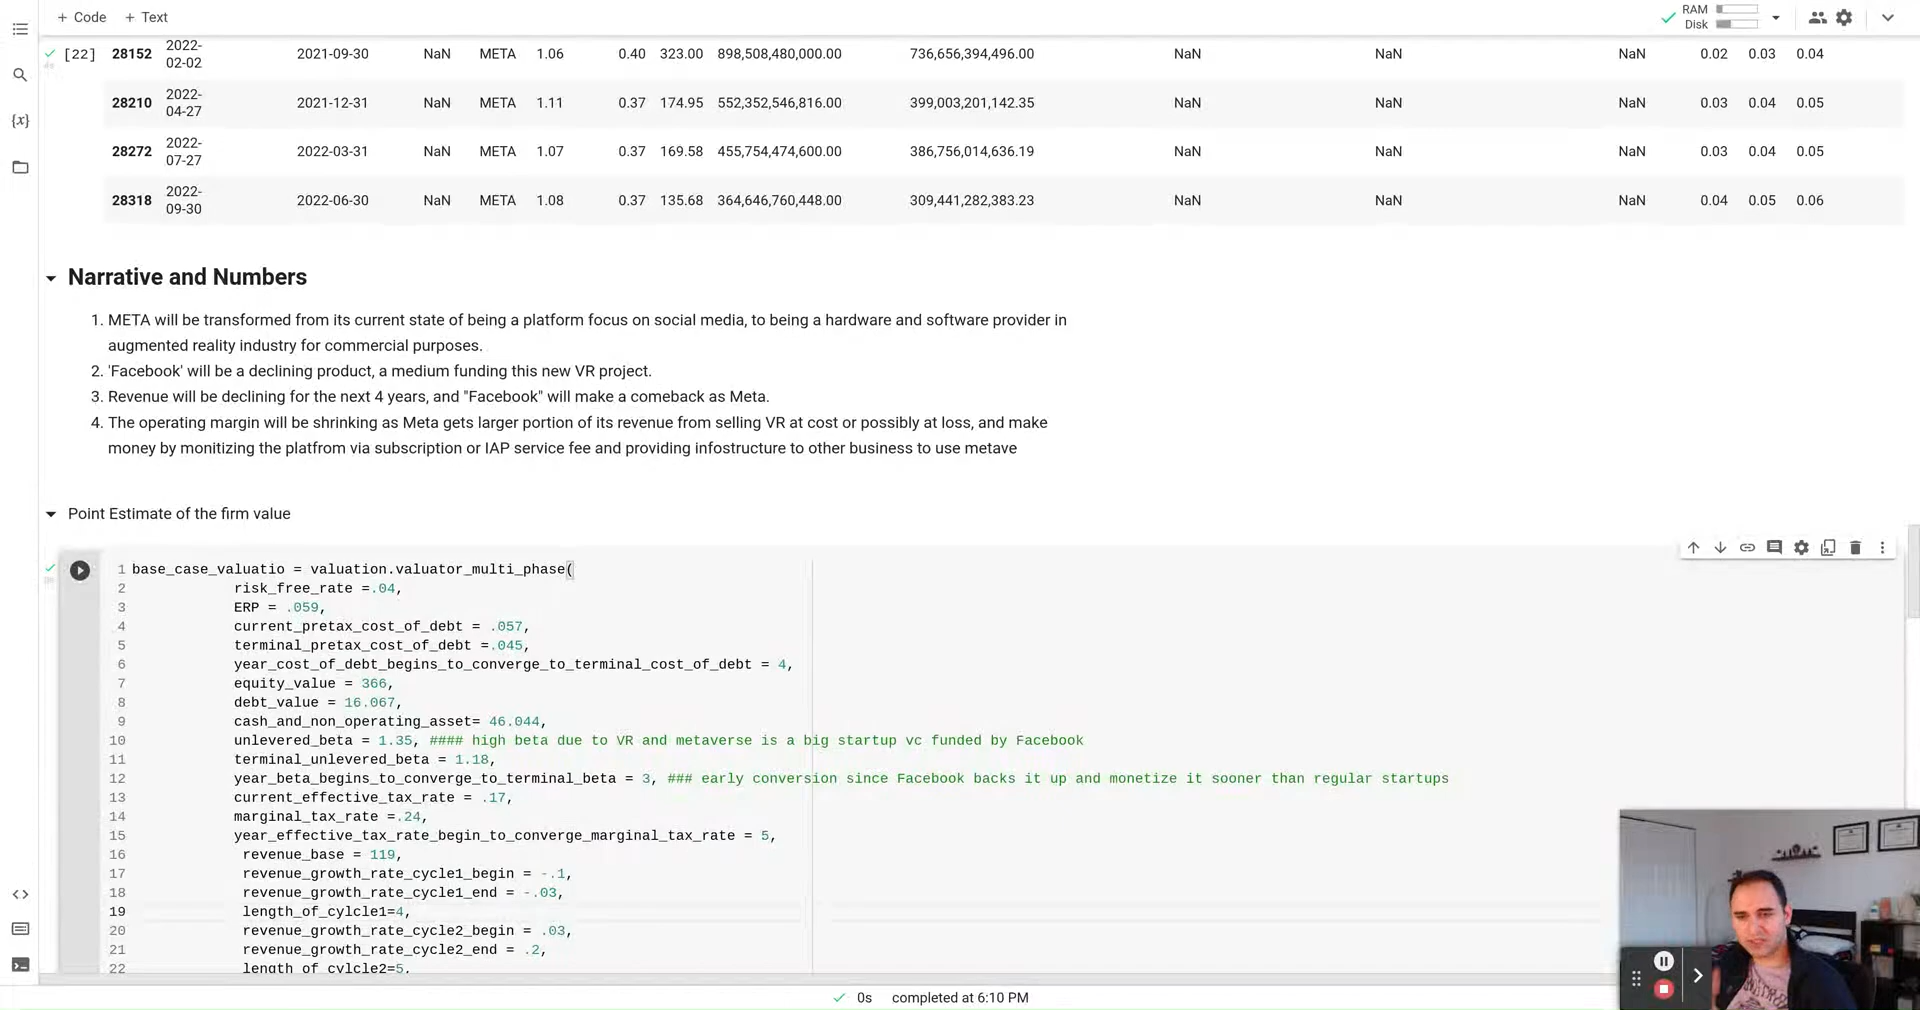 + Code + Text
RAM
Disk
[22] 28152 2022-02-02 2021-09-30 NaN META 1.06 0.40 323.00 898,508,480,000.00 736,656,394,496.00 NaN NaN NaN 0.02 0.03 0.04
28210 2022-04-27 2021-12-31 NaN META 1.11 0.37 174.95 552,352,546,816.00 399,003,201,142.35 NaN NaN NaN 0.03 0.04 0.05
28272 2022-07-27 2022-03-31 NaN META 1.07 0.37 169.58 455,754,474,600.00 386,756,014,636.19 NaN NaN NaN 0.03 0.04 0.05
28318 2022-09-30 2022-06-30 NaN META 1.08 0.37 135.68 364,646,760,448.00 309,441,282,383.23 NaN NaN NaN 0.04 0.05 0.06
{x}
Narrative and Numbers
1. META will be transformed from its current state of being a platform focus on social media, to being a hardware and software provider in
augmented reality industry for commercial purposes.
2. 'Facebook' will be a declining product, a medium funding this new VR project.
3. Revenue will be declining for the next 4 years, and "Facebook" will make a comeback as Meta.
4. The operating margin will be shrinking as Meta gets larger portion of its revenue from selling VR at cost or possibly at loss, and make
money by monitizing the platfrom via subscription or IAP service fee and providing infostructure to other business to use metave
Point Estimate of the firm value
1 base_case_valuatio = valuation.valuator_multi_phase(
2 risk_free_rate =.04,
3 ERP = .059,
4 current_pretax_cost_of_debt = .057,
5 terminal_pretax_cost_of_debt =.045,
6 year_cost_of_debt_begins_to_converge_to_terminal_cost_of_debt = 4,
7 equity_value = 366,
8 debt_value = 16.067,
9 cash_and_non_operating_asset= 46.044,
10 unlevered_beta = 1.35, #### high beta due to VR and metaverse is a big startup vc funded by Facebook
11 terminal_unlevered_beta = 1.18,
12 year_beta_begins_to_converge_to_terminal_beta = 3, ### early conversion since Facebook backs it up and monetize it sooner than regular startups
13 current_effective_tax_rate = .17,
14 marginal_tax_rate =.24,
15 year_effective_tax_rate_begin_to_converge_marginal_tax_rate = 5,
16 revenue_base = 119,
17 revenue_growth_rate_cycle1_begin = -.1,
18 revenue_growth_rate_cycle1_end = -.03,
19 length_of_cylcle1=4,
20 revenue_growth_rate_cycle2_begin = .03,
21 revenue_growth_rate_cycle2_end = .2,
22 length_of_cylcle2=5,
0s completed at 6:10 PM